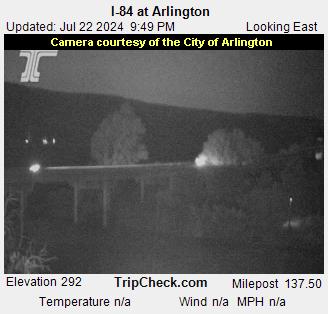 I-84 at Arlington
Updated: Jul 22 2024 9:49 PM Looking East
Camera courtesy of the City of Arlington
Elevation 292 TripCheck.com Milepost 137.50
Temperature n/a Wind n/a MPH n/a